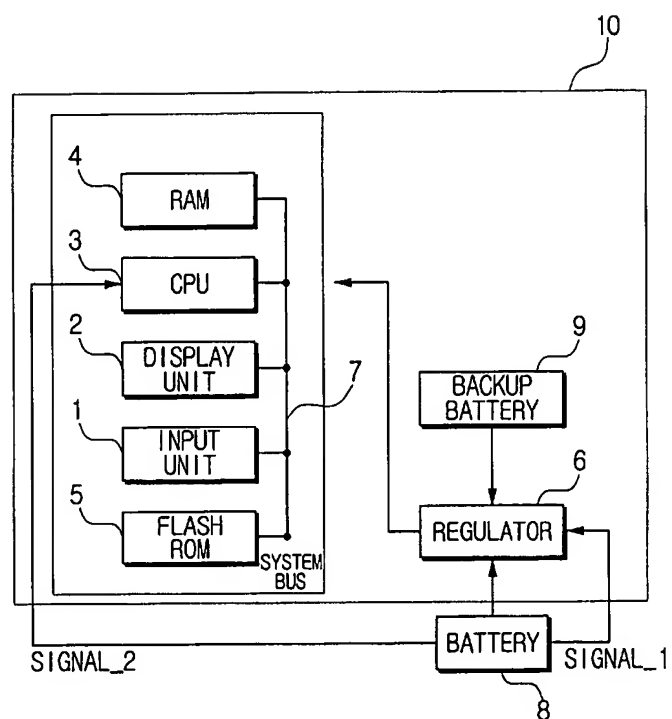 10
4
RAM
3
CPU
2
DISPLAY
UNIT
7
9
BACKUP
BATTERY
1
INPUT
UNIT
6
REGULATOR
5
FLASH
ROM
SYSTEM
BUS
BATTERY
SIGNAL_2
SIGNAL_1
8